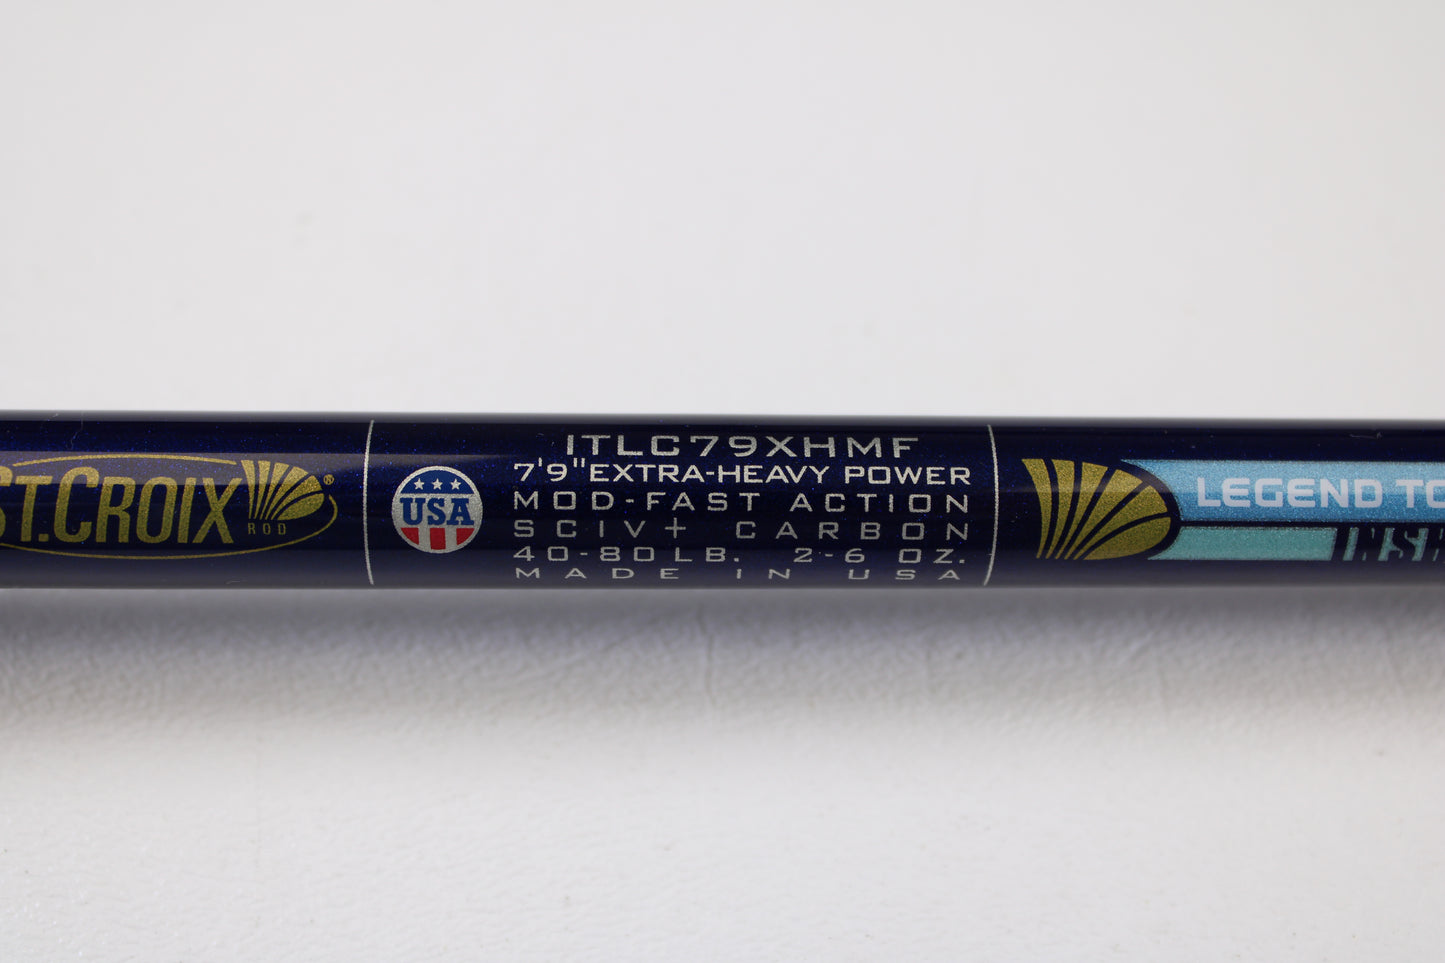 ST.CROIX®
ROD
USA
ITLC79XHMF
7'9" EXTRA-HEAVY POWER
MOD-FAST ACTION
SCIV+ CARBON
40-80LB. 2-6 OZ.
MADE IN USA
LEGEND